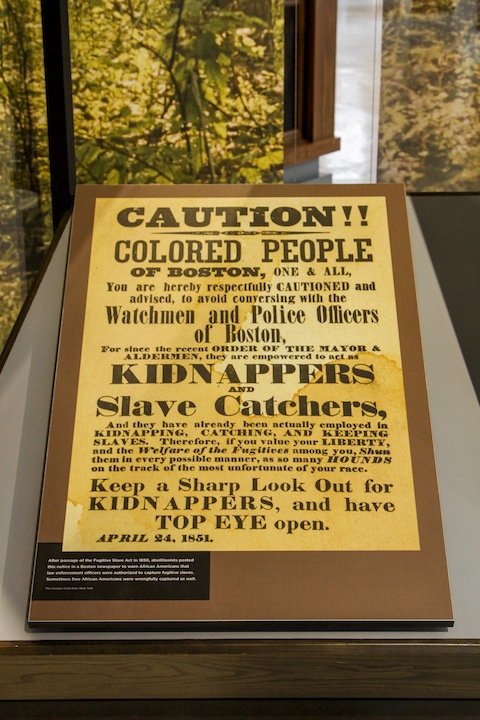 CAUTION!!
COLORED PEOPLE
OF BOSTON, ONE & ALL,
You are hereby respectfully CAUTIONED and
advised, to avoid conversing with the
Watchmen and Police Officers
of Boston,
For since the recent ORDER OF THE MAYOR &
ALDERMEN, they are empowered to act as
KIDNAPPERS
AND
Slave Catchers,
And they have already been actually employed in
KIDNAPPING, CATCHING, AND KEEPING
SLAVES. Therefore, if you value your LIBERTY,
and the Welfare of the Fugitives among you, Shun
them in every possible manner, as so many HOUNDS
on the track of the most unfortunate of your race.
Keep a Sharp Look Out for
KIDNAPPERS, and have
TOP EYE open.
APRIL 24, 1851.
After passage of the Fugitive Slave Act in 1850, abolitionists posted
this notice in a Boston newspaper to warn African Americans that
law enforcement officers were authorized to capture fugitive slaves.
Sometimes free African Americans were wrongfully captured as well.
The Granger Collection, New York